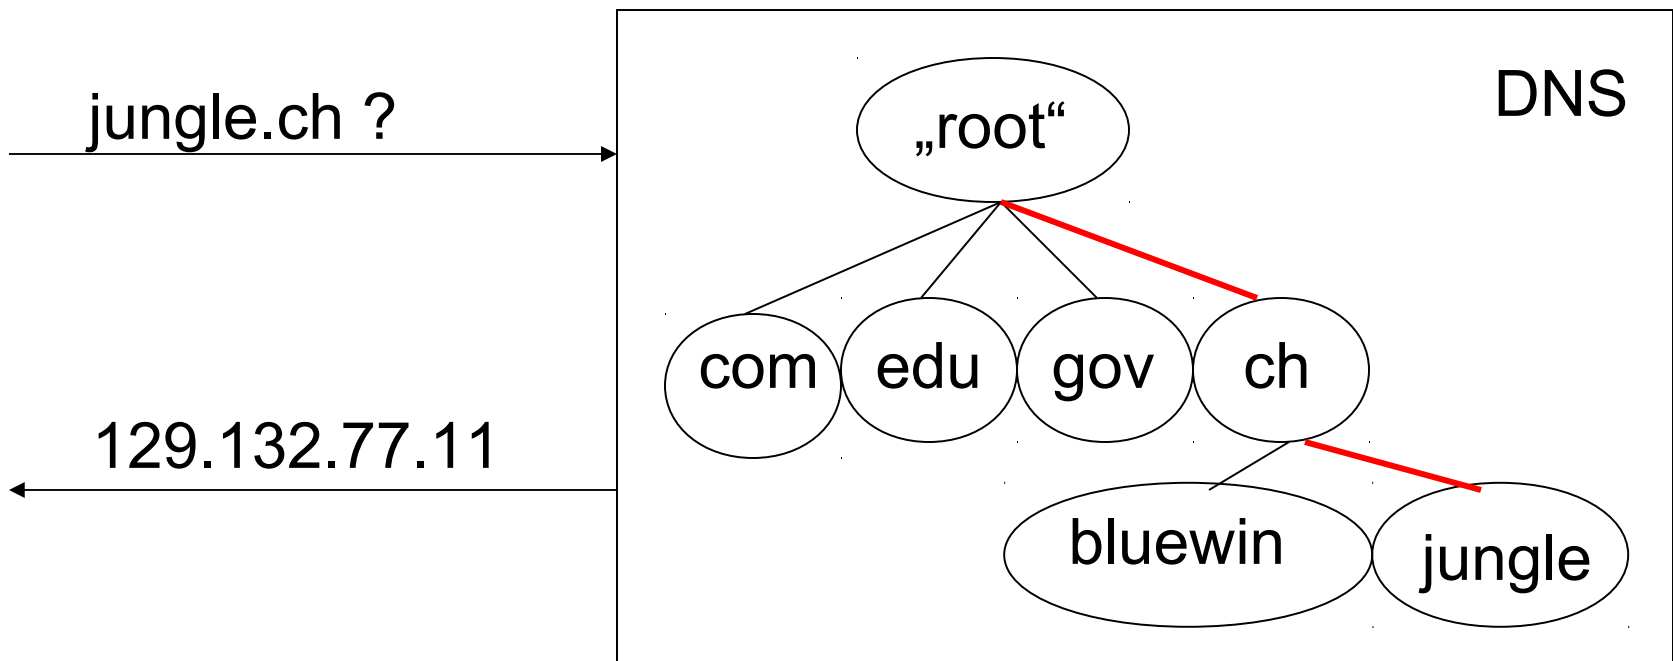 jungle.ch ?
DNS
„root“
com
edu
gov
ch
129.132.77.11
bluewin
jungle